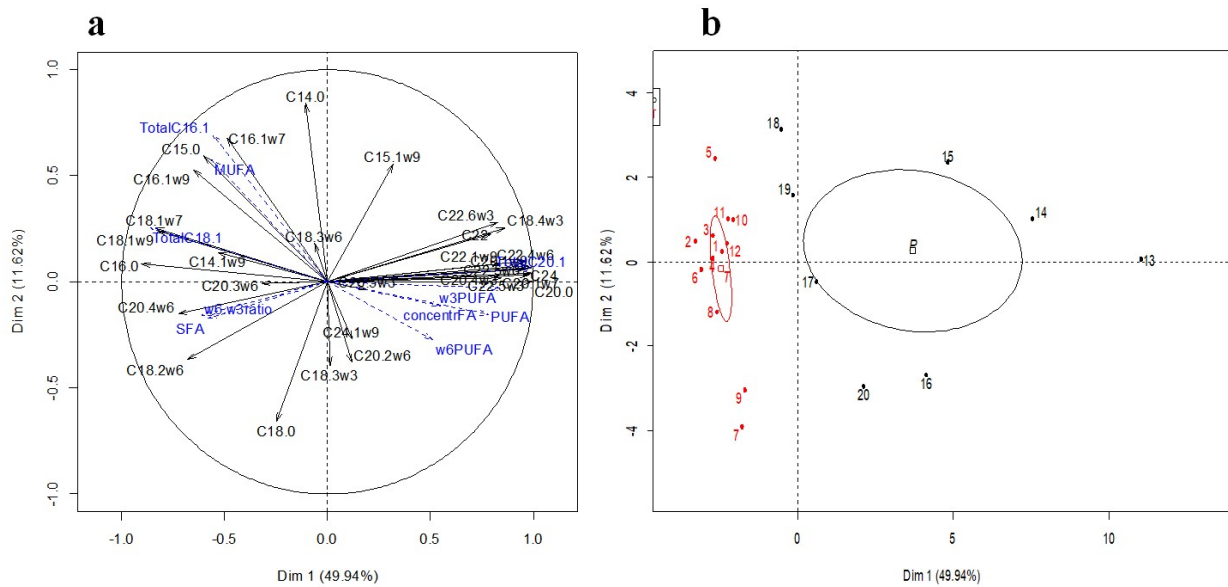 a
b
1.0
0.5
0.0
-0.5
-1.0
-1.0
-0.5
0.0
0.5
1.0
Dim 2 (11.62%)
Dim 1 (49.94%)
C14.0
TotalC16.1
C16.1w7
C15.0
C15.1w9
MUFA
C16.1w9
C22.6w3
C18.4w3
C18.1w7
C22
C18.1w9
TotalC18.1
C18.3w6
C14.1w9
C22.1w9
C22.4w6
C16.0
C24
C20.3w6
C20.1w7
C22.5w3
C20.0
C20.4w6
w6.w3ratio
w3PUFA
SFA
concentrFA
PUFA
C24.1w9
w6PUFA
C18.2w6
C20.2w6
C18.3w3
C18.0
4
2
0
-2
-4
0
5
10
Dim 2 (11.62%)
Dim 1 (49.94%)
18
5
15
19
11
10
14
3
2
1
12
13
6
4
17
8
16
20
9
7